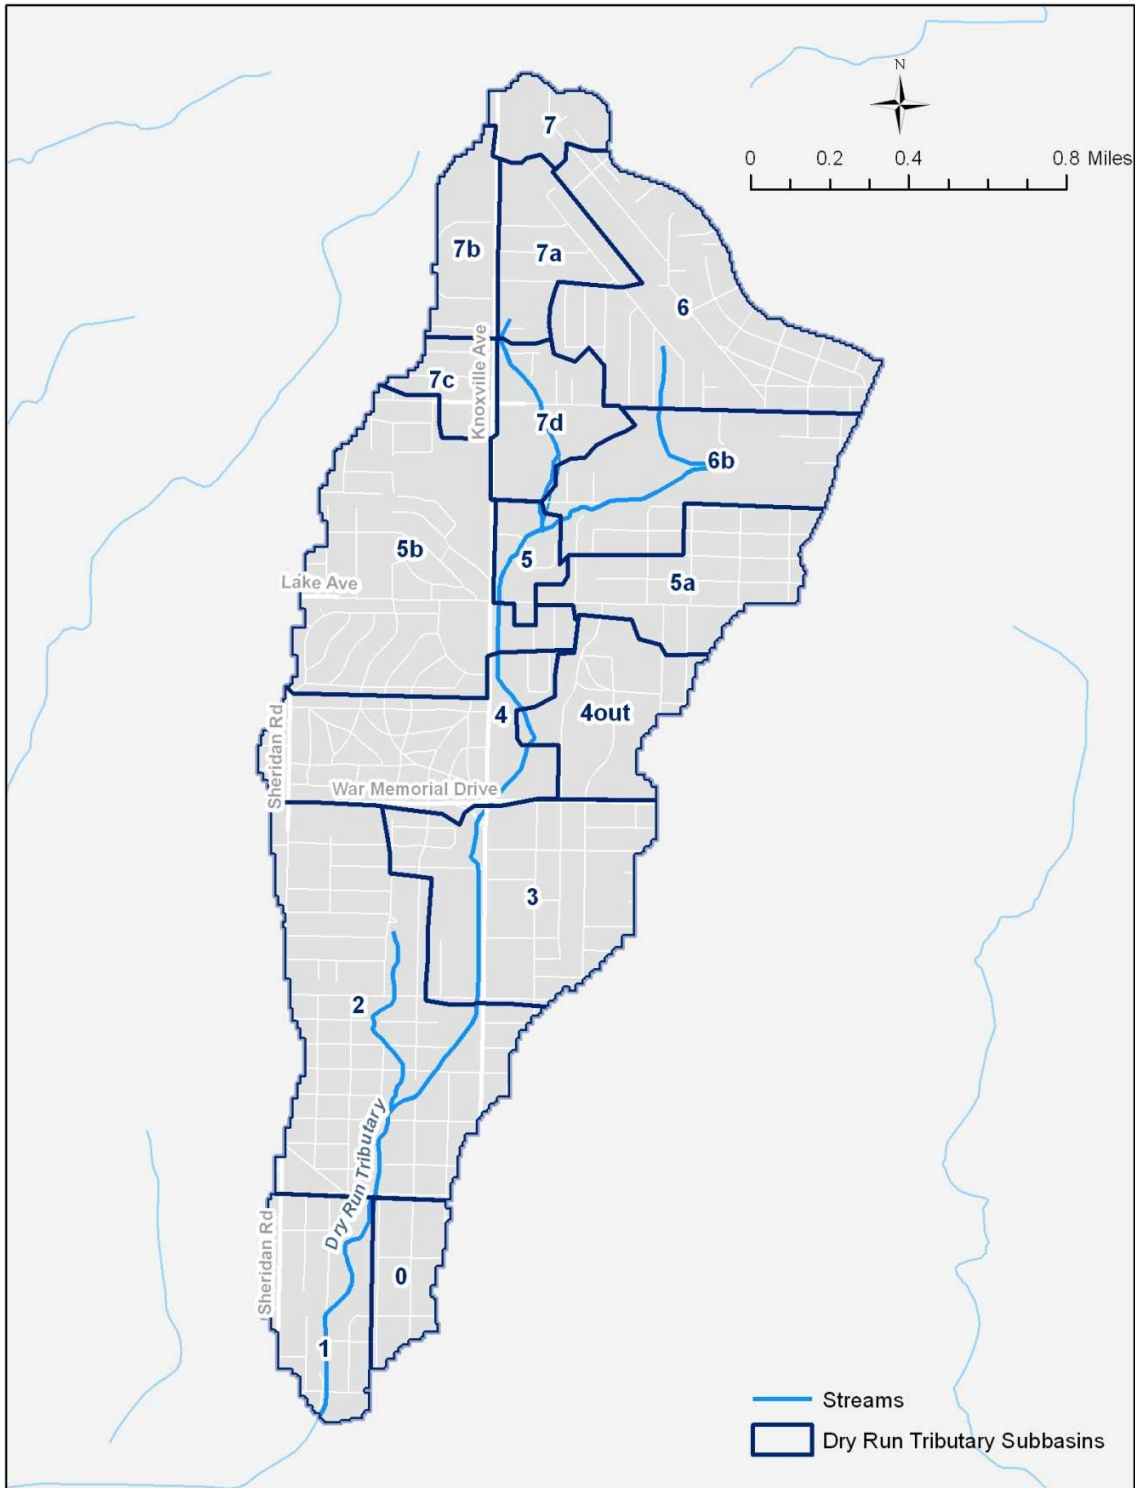 N
0 0.2 0.4 0.8 Miles
7
7b
7a
6
Knoxville Ave
7c
7d
6b
5b
5
Lake Ave
5a
Sheridan Rd
4
4out
War Memorial Drive
3
2
Dry Run Tributary
Sheridan Rd
0
1
Streams
Dry Run Tributary Subbasins